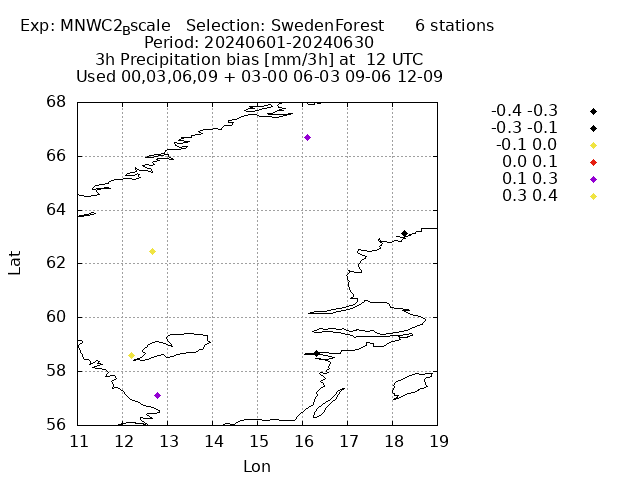 Exp: MNWC2_Bscale   Selection: SwedenForest      6 stations
Period: 20240601-20240630
3h Precipitation bias [mm/3h] at  12 UTC
Used 00,03,06,09 + 03-00 06-03 09-06 12-09
68
66
64
62
60
58
56
Lat
11 12 13 14 15 16 17 18 19
Lon
-0.4 -0.3
-0.3 -0.1
-0.1 0.0
0.0 0.1
0.1 0.3
0.3 0.4